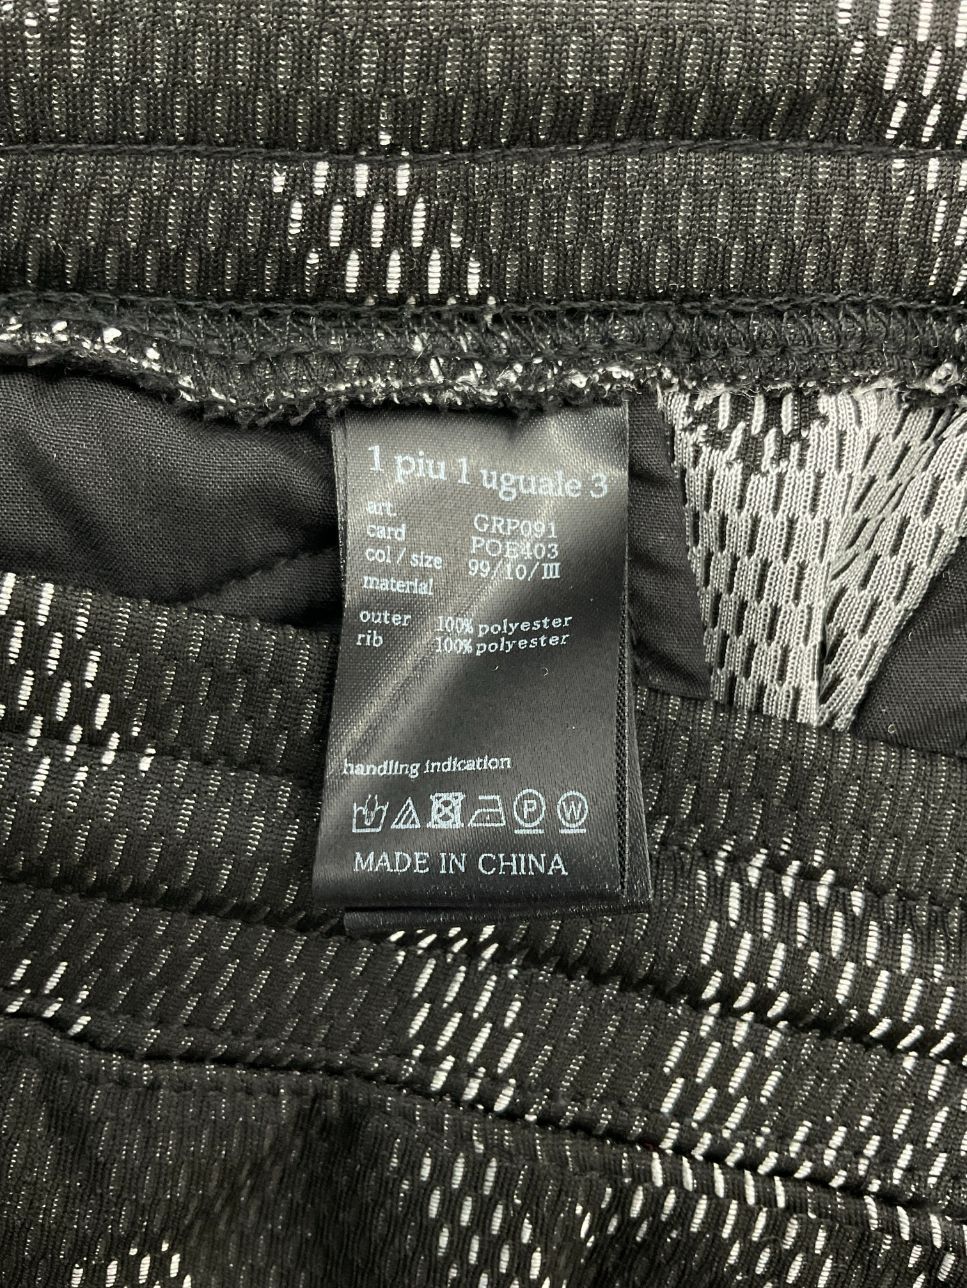 1 piu 1 uguale 3
art. GRP091
card POE403
col / size 99/10/III
material
outer 100% polyester
rib 100% polyester
handling indication
P W
MADE IN CHINA